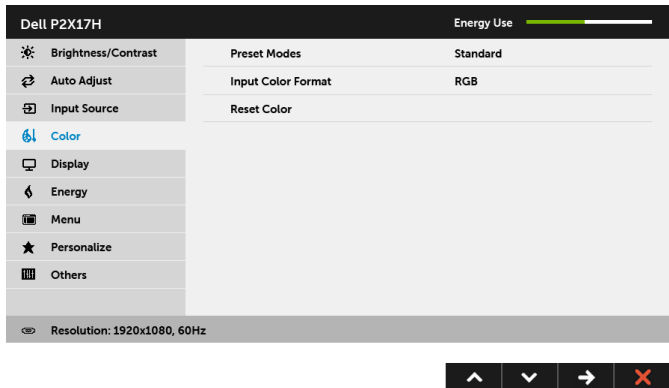 Dell P2X17H Energy Use
Brightness/Contrast Preset Modes Standard
Auto Adjust Input Color Format RGB
Input Source Reset Color
Color
Display
Energy
Menu
Personalize
Others
Resolution: 1920x1080, 60Hz